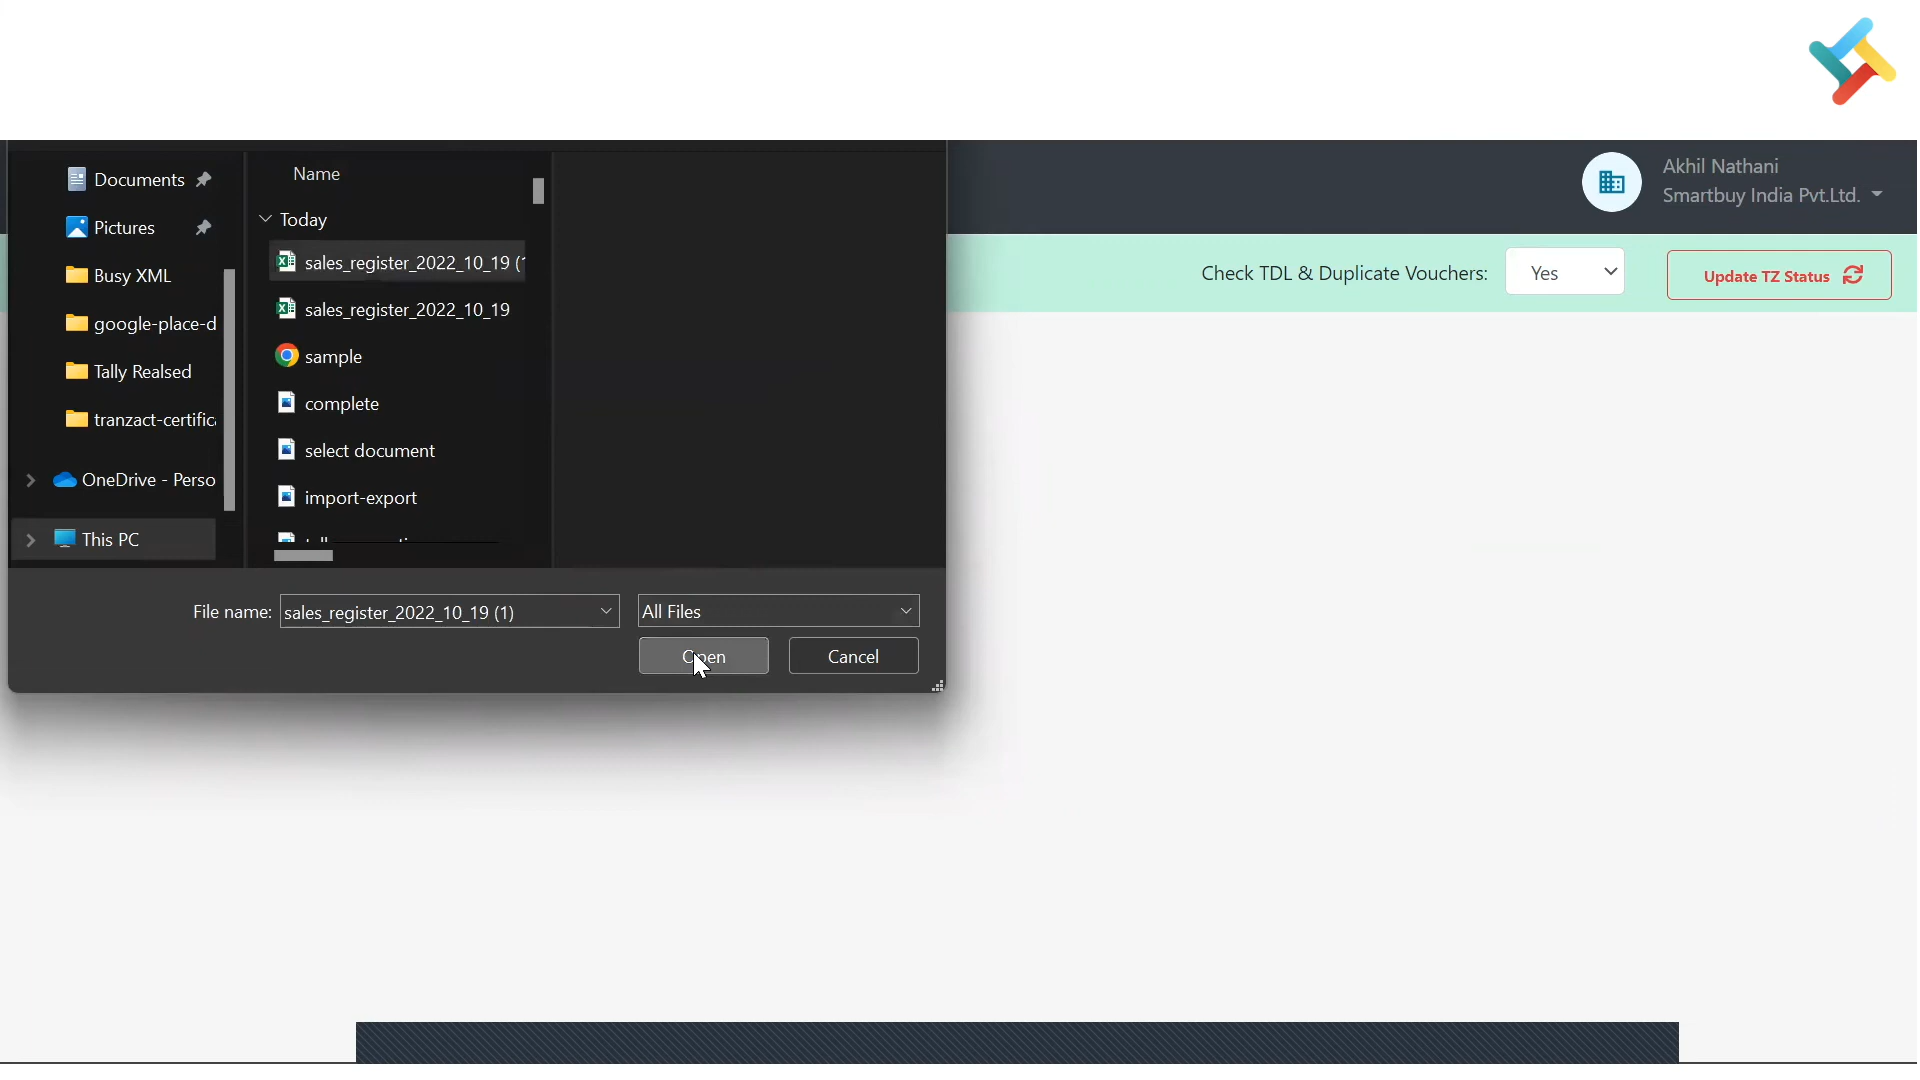 Akhil Nathani
Smartbuy India Pvt.Ltd.
Check TDL & Duplicate Vouchers:
Yes
Update TZ Status
Documents
Pictures
Busy XML
google-place-d
Tally Realsed
tranzact-certific
OneDrive - Perso
This PC
Name
Today
sales_register_2022_10_19 (1
sales_register_2022_10_19
sample
complete
select document
import-export
File name:
sales_register_2022_10_19 (1)
All Files
Open
Cancel